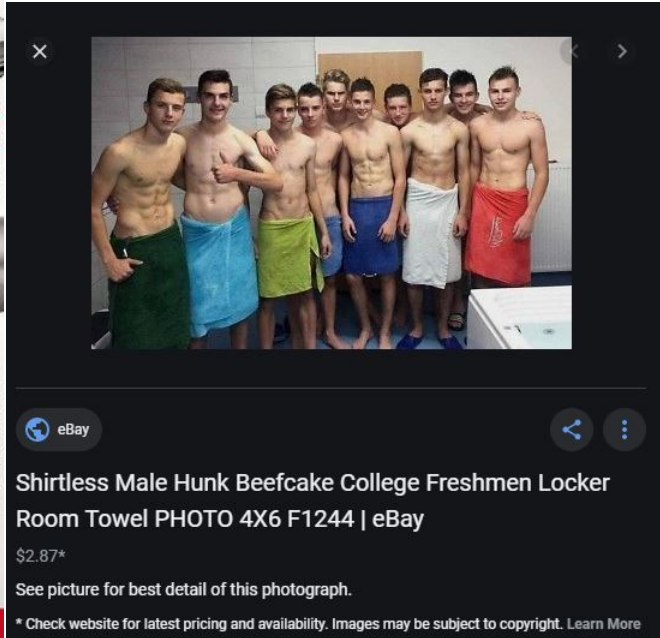 eBay
Shirtless Male Hunk Beefcake College Freshmen Locker
Room Towel PHOTO 4X6 F1244 | eBay
$2.87*
See picture for best detail of this photograph.
* Check website for latest pricing and availability. Images may be subject to copyright. Learn More